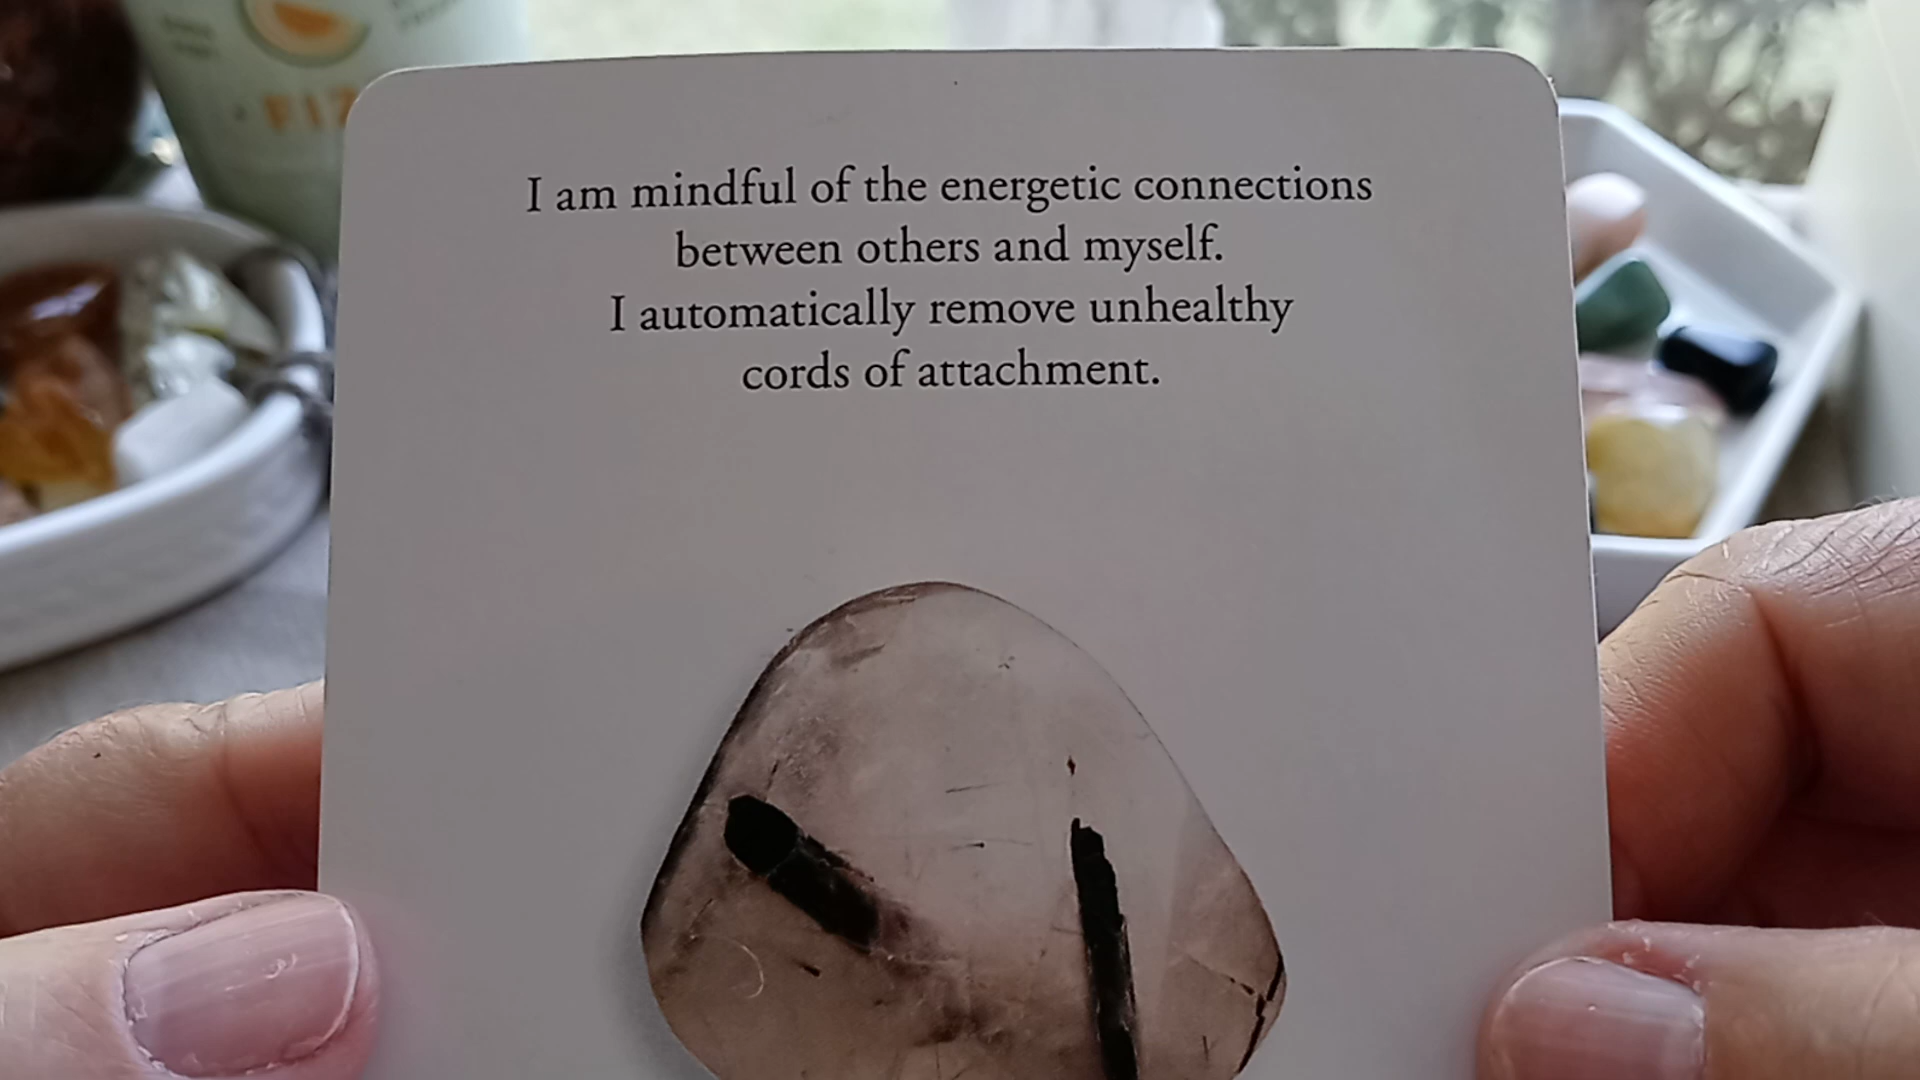 I am mindful of the energetic connections
between others and myself.
I automatically remove unhealthy
cords of attachment.